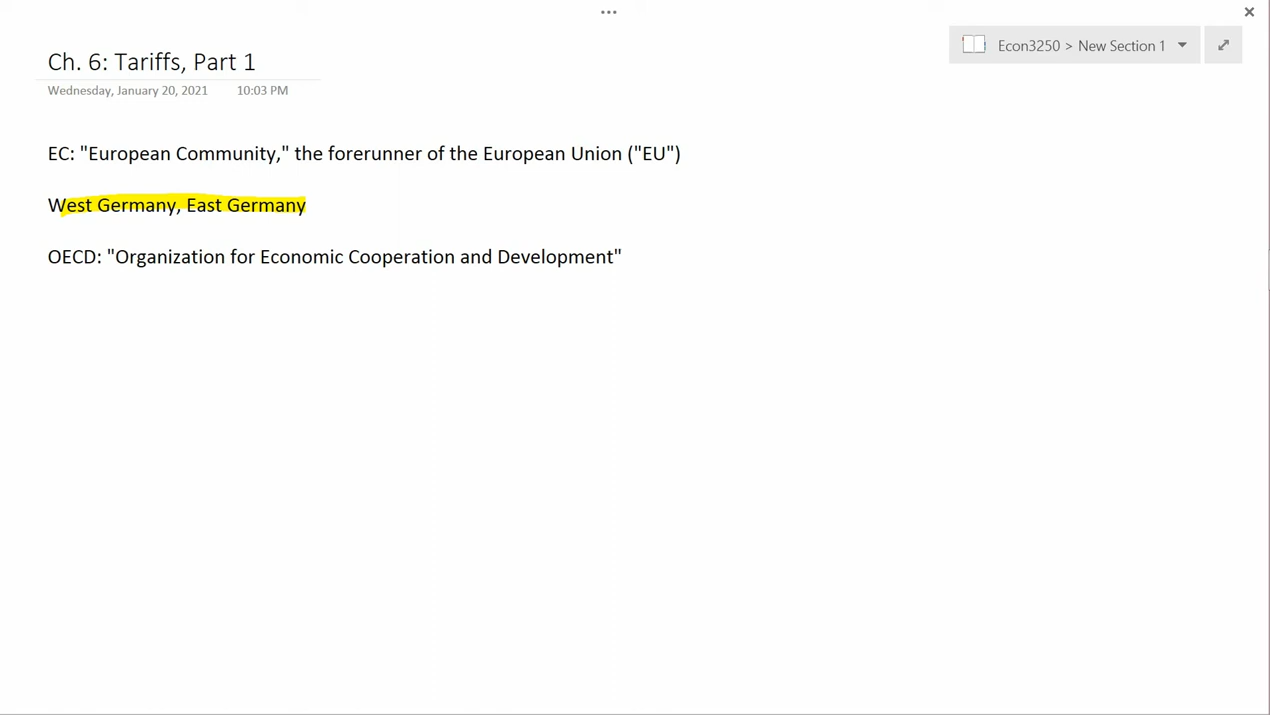 Ch. 6: Tariffs, Part 1
Econ3250 > New Section 1
Wednesday, January 20, 2021 10:03 PM
EC: "European Community," the forerunner of the European Union ("EU")
West Germany, East Germany
OECD: "Organization for Economic Cooperation and Development"